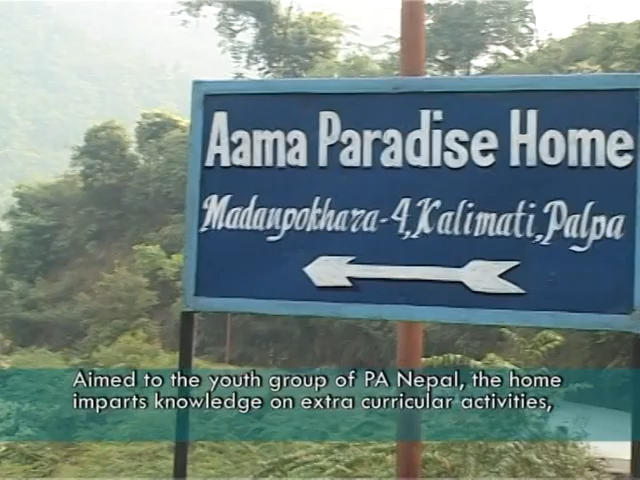 Aama Paradise Home
Madanpokhara-4,Kalimati,Palpa
Aimed to the youth group of PA Nepal, the home
imparts knowledge on extra curricular activities,